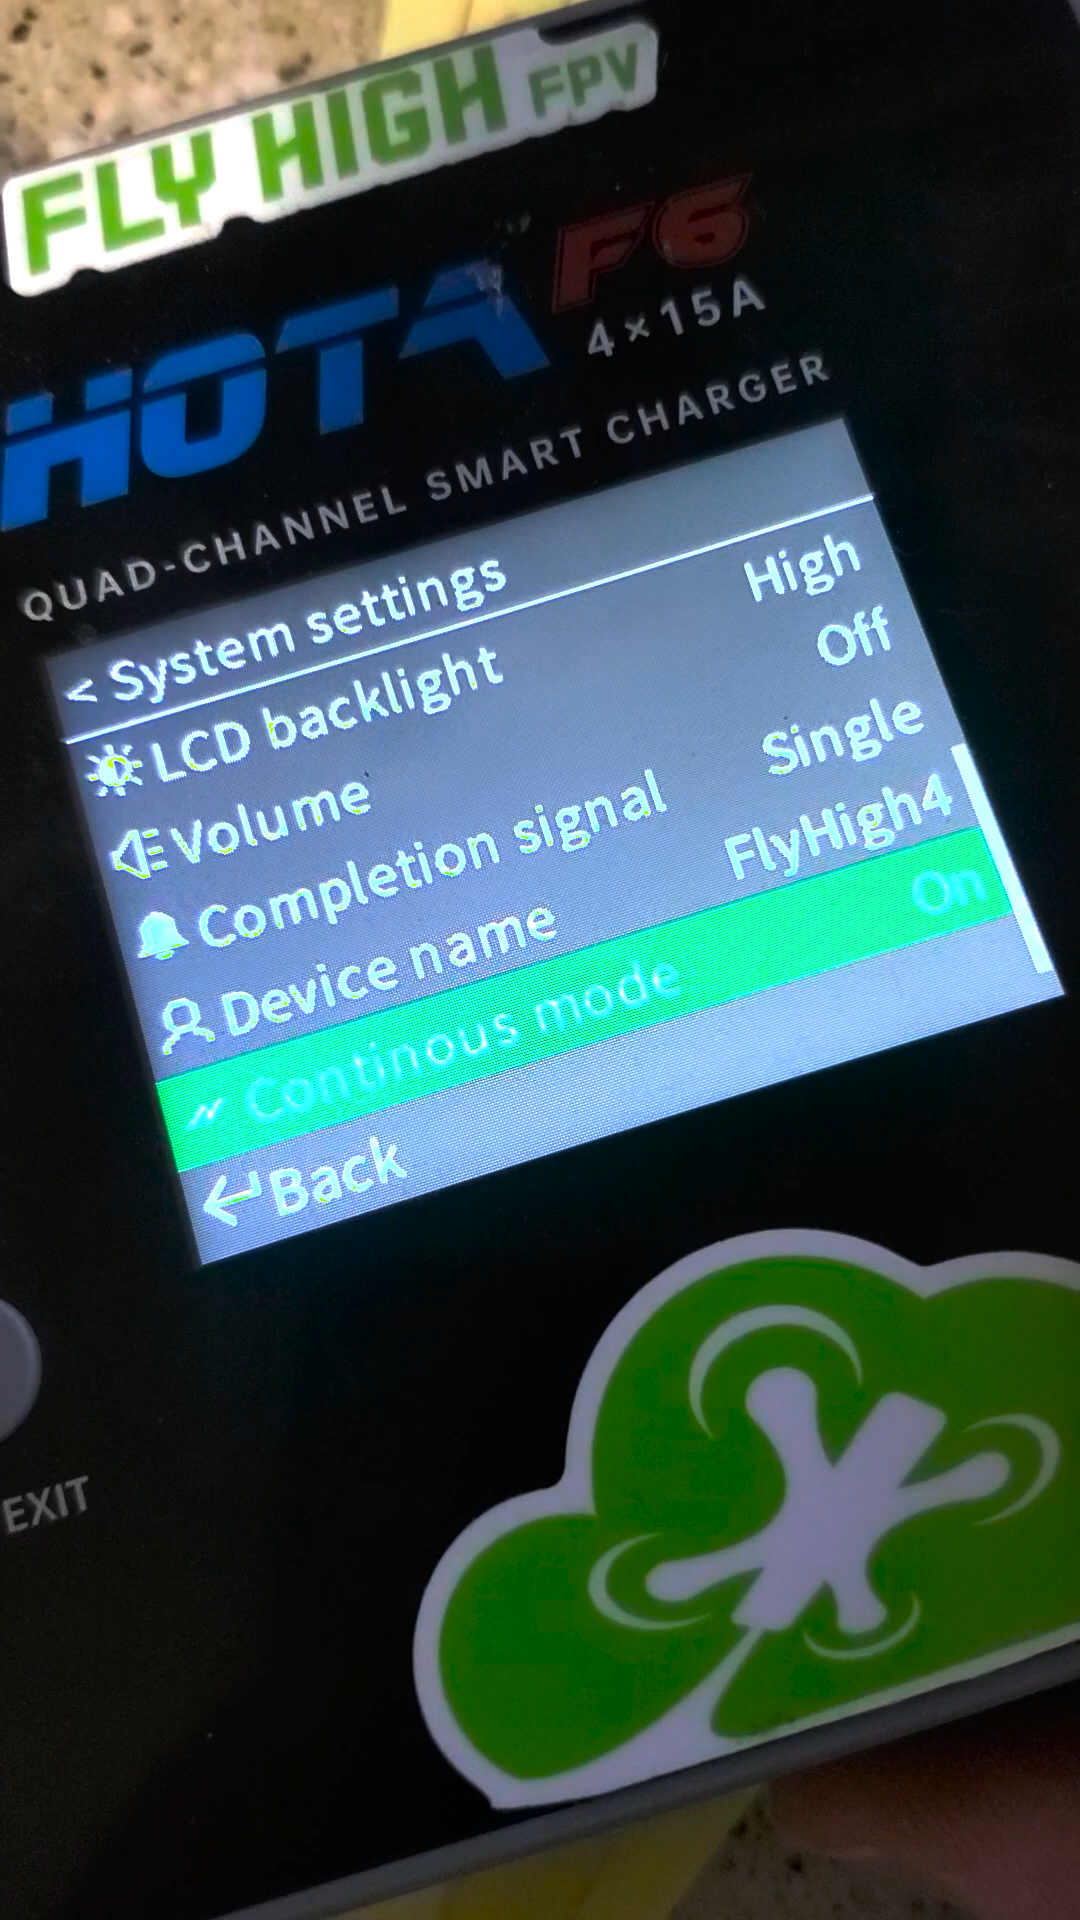 FLY HIGH FPV
HOTA F6
4×15A
QUAD-CHANNEL SMART CHARGER
< System settings
LCD backlight High
Volume Off
Completion signal Single
Device name FlyHigh4
Continous mode On
Back
EXIT